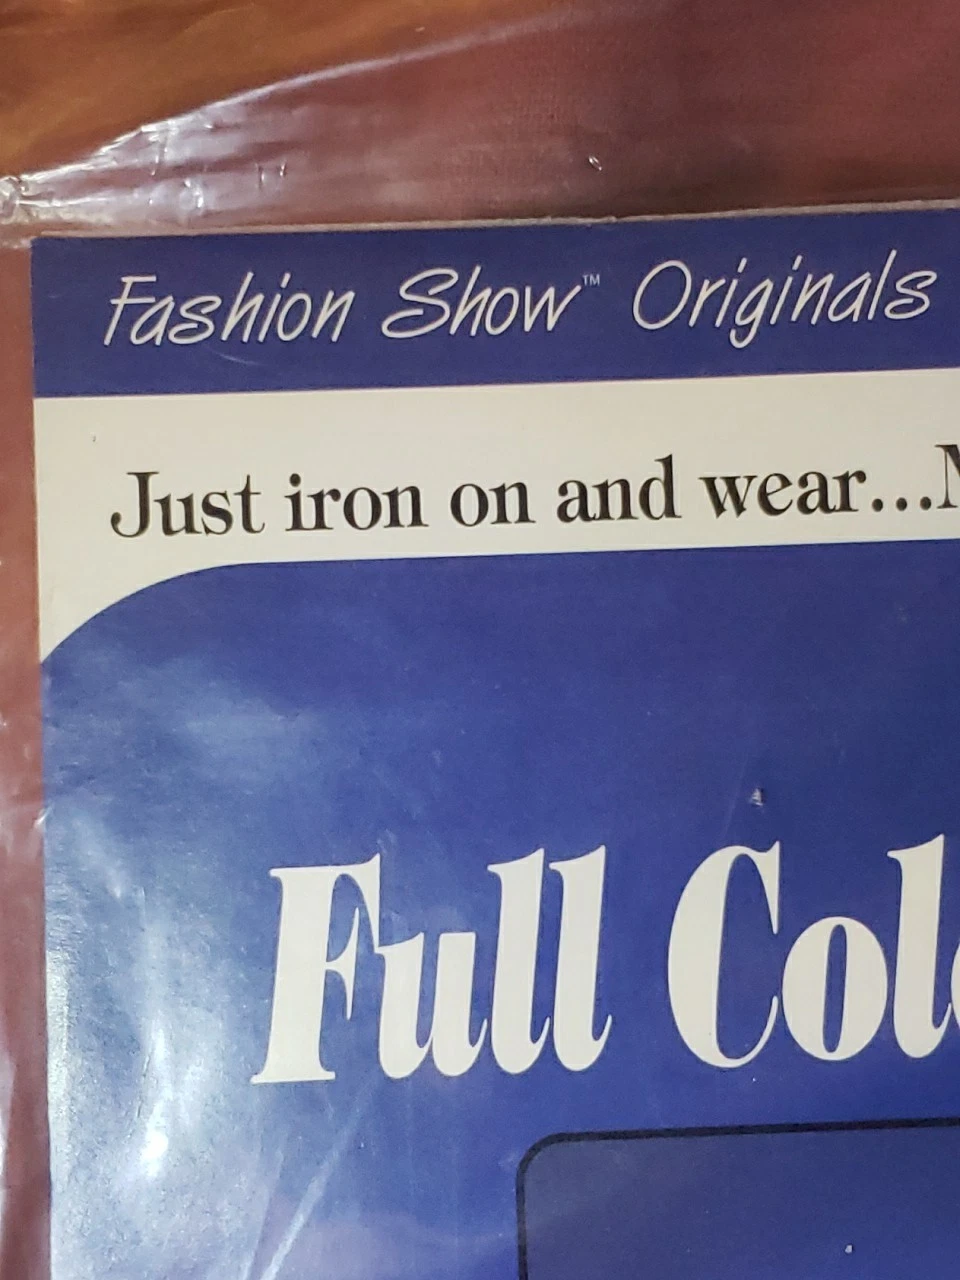 Fashion Show™ Originals
Just iron on and wear...
Full